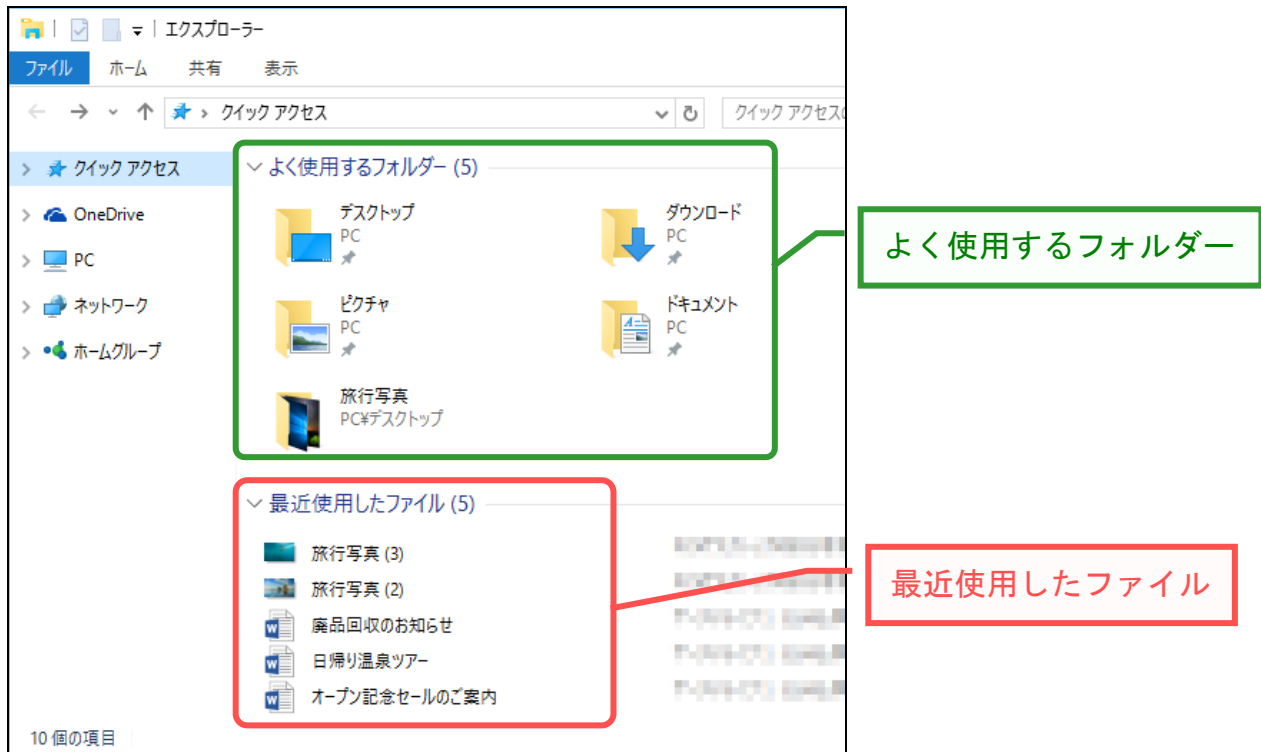 エクスプローラー
ファイル ホーム 共有 表示
クイック アクセス
クイック アクセス
OneDrive
PC
ネットワーク
ホームグループ
よく使用するフォルダー (5)
デスクトップ
PC
ダウンロード
PC
ピクチャ
PC
ドキュメント
PC
旅行写真
PC¥デスクトップ
よく使用するフォルダー
最近使用したファイル (5)
旅行写真 (3)
旅行写真 (2)
廃品回収のお知らせ
日帰り温泉ツアー
オープン記念セールのご案内
最近使用したファイル
10 個の項目